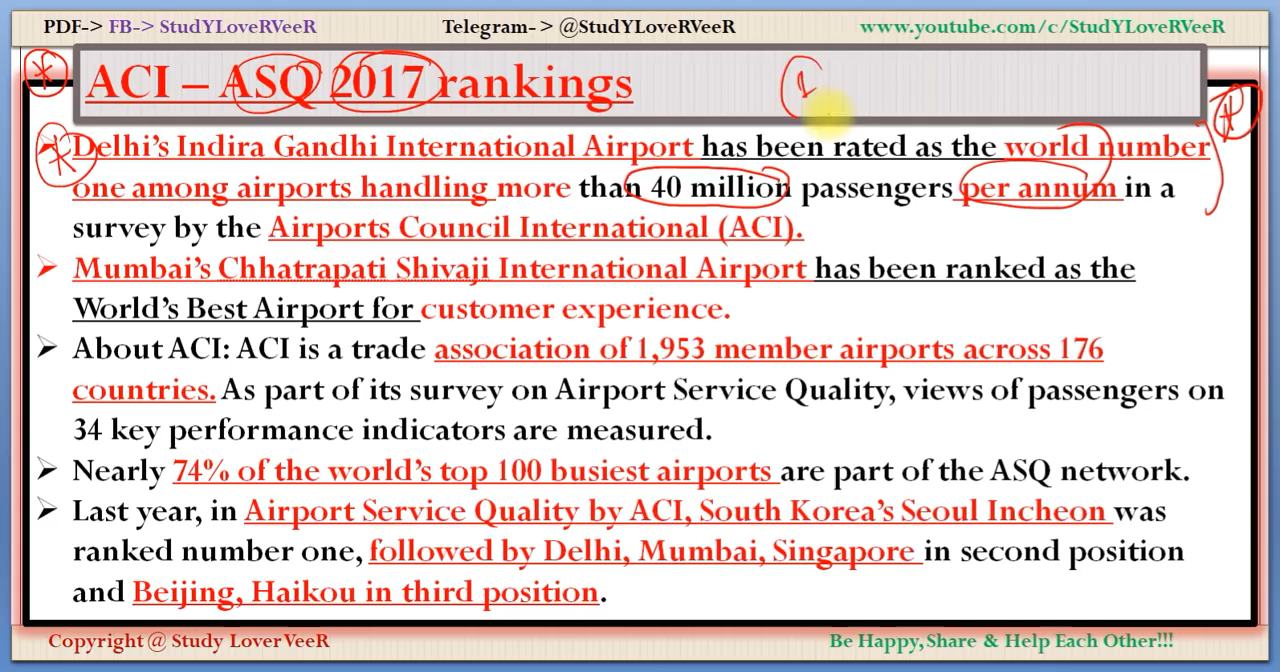 PDF-> FB-> StudYLoveRVeeR Telegram- > @StudYLoveRVeeR www.youtube.com/c/StudYLoveRVeeR
ACI – ASQ 2017 rankings
1
Delhi's Indira Gandhi International Airport has been rated as the world number
one among airports handling more than 40 million passengers per annum in a
survey by the Airports Council International (ACI).
Mumbai's Chhatrapati Shivaji International Airport has been ranked as the
World's Best Airport for customer experience.
About ACI: ACI is a trade association of 1,953 member airports across 176
countries. As part of its survey on Airport Service Quality, views of passengers on
34 key performance indicators are measured.
Nearly 74% of the world's top 100 busiest airports are part of the ASQ network.
Last year, in Airport Service Quality by ACI, South Korea's Seoul Incheon was
ranked number one, followed by Delhi, Mumbai, Singapore in second position
and Beijing, Haikou in third position.
Copyright @ Study LoverVeeR Be Happy,Share & Help Each Other!!!